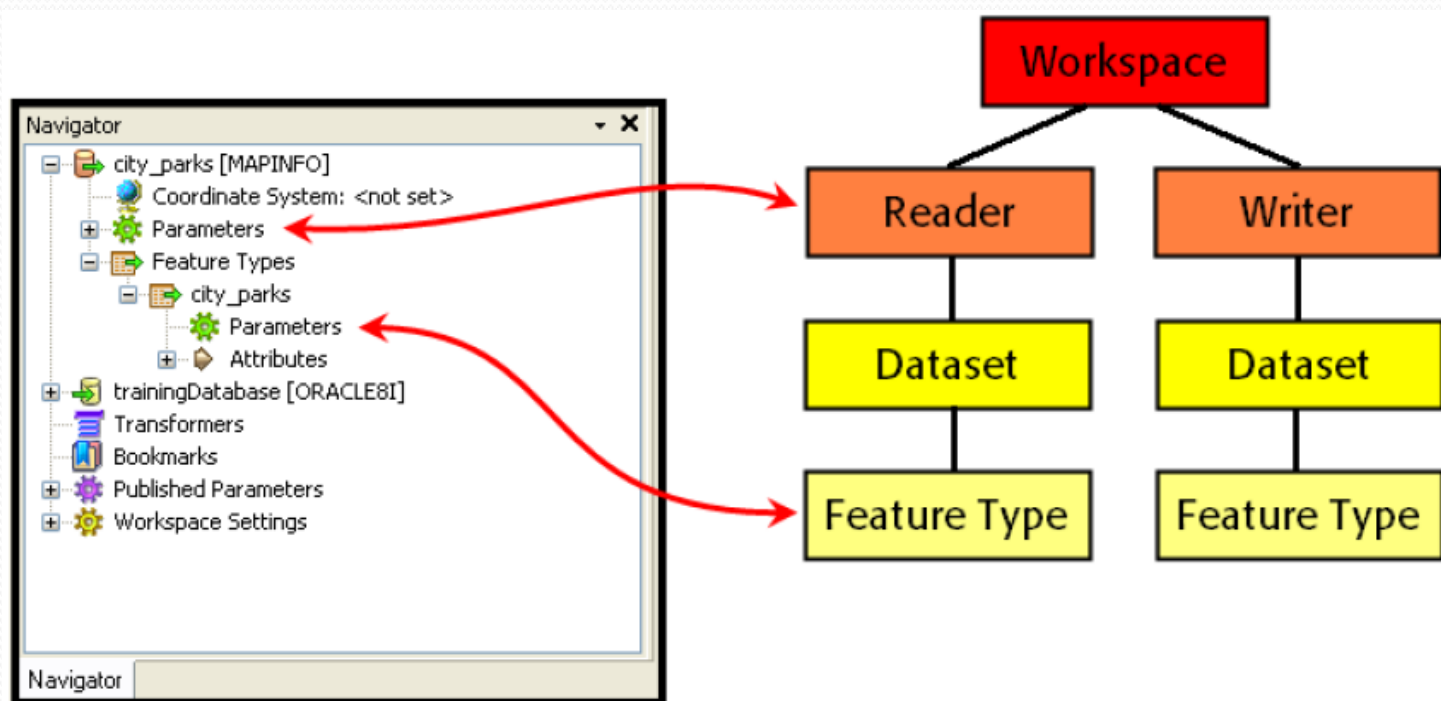 Navigator
city_parks [MAPINFO]
Coordinate System: <not set>
Parameters
Feature Types
city_parks
Parameters
Attributes
trainingDatabase [ORACLE8I]
Transformers
Bookmarks
Published Parameters
Workspace Settings
Navigator
Workspace
Reader
Writer
Dataset
Dataset
Feature Type
Feature Type